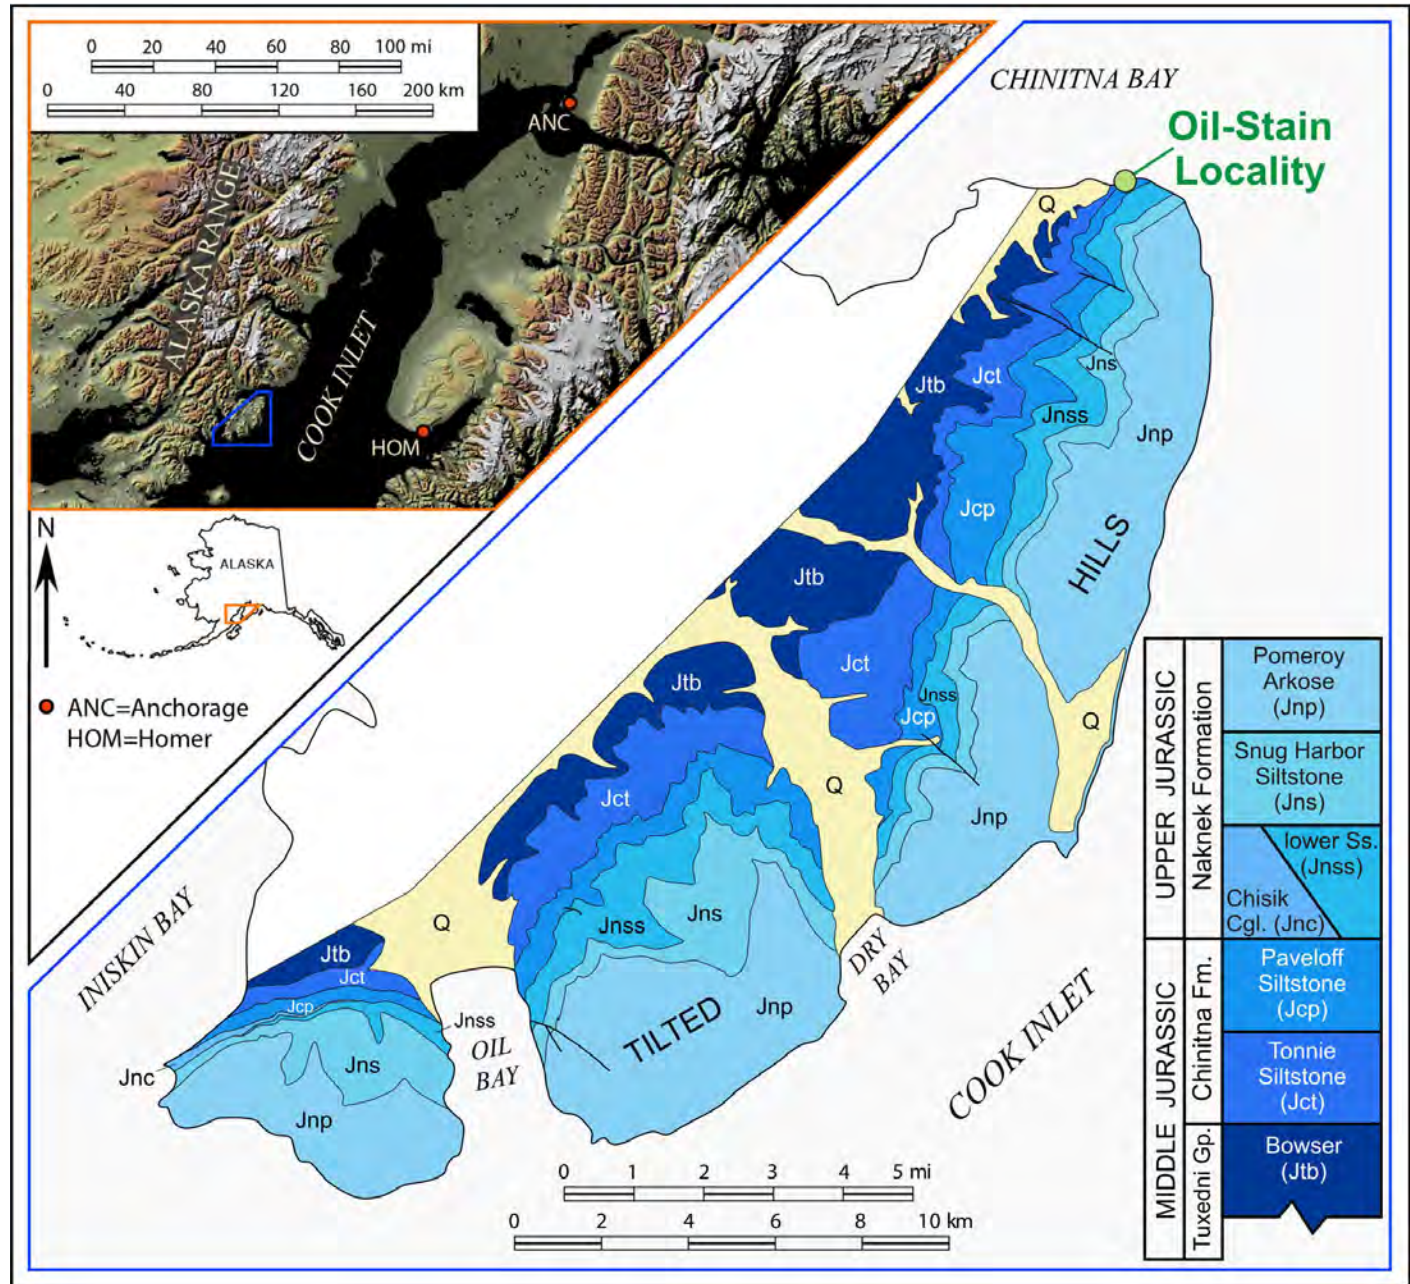 0 20 40 60 80 100 mi
0 40 80 120 160 200 km
ANC
ALASKA RANGE
COOK INLET
HOM
N
ALASKA
ANC=Anchorage
HOM=Homer
CHINITNA BAY
Oil-Stain
Locality
Q
Jns
Jct
Jtb
Jnss
Jnp
Jcp
HILLS
Jtb
Jct
Jnss
Jcp
Jtb
Q
Q
Jct
Jnp
Jns
Jnss
Q
INISKIN BAY
Jtb
Jct
Jcp
DRY
BAY
Jnp
TILTED
Jnss
OIL
BAY
Jns
Jnc
Jnp
COOK INLET
0 1 2 3 4 5 mi
0 2 4 6 8 10 km
UPPER JURASSIC
Naknek Formation
Pomeroy
Arkose
(Jnp)
Snug Harbor
Siltstone
(Jns)
lower Ss.
(Jnss)
Chisik
Cgl. (Jnc)
MIDDLE JURASSIC
Chinitna Fm.
Paveloff
Siltstone
(Jcp)
Tonnie
Siltstone
(Jct)
Tuxedni Gp.
Bowser
(Jtb)